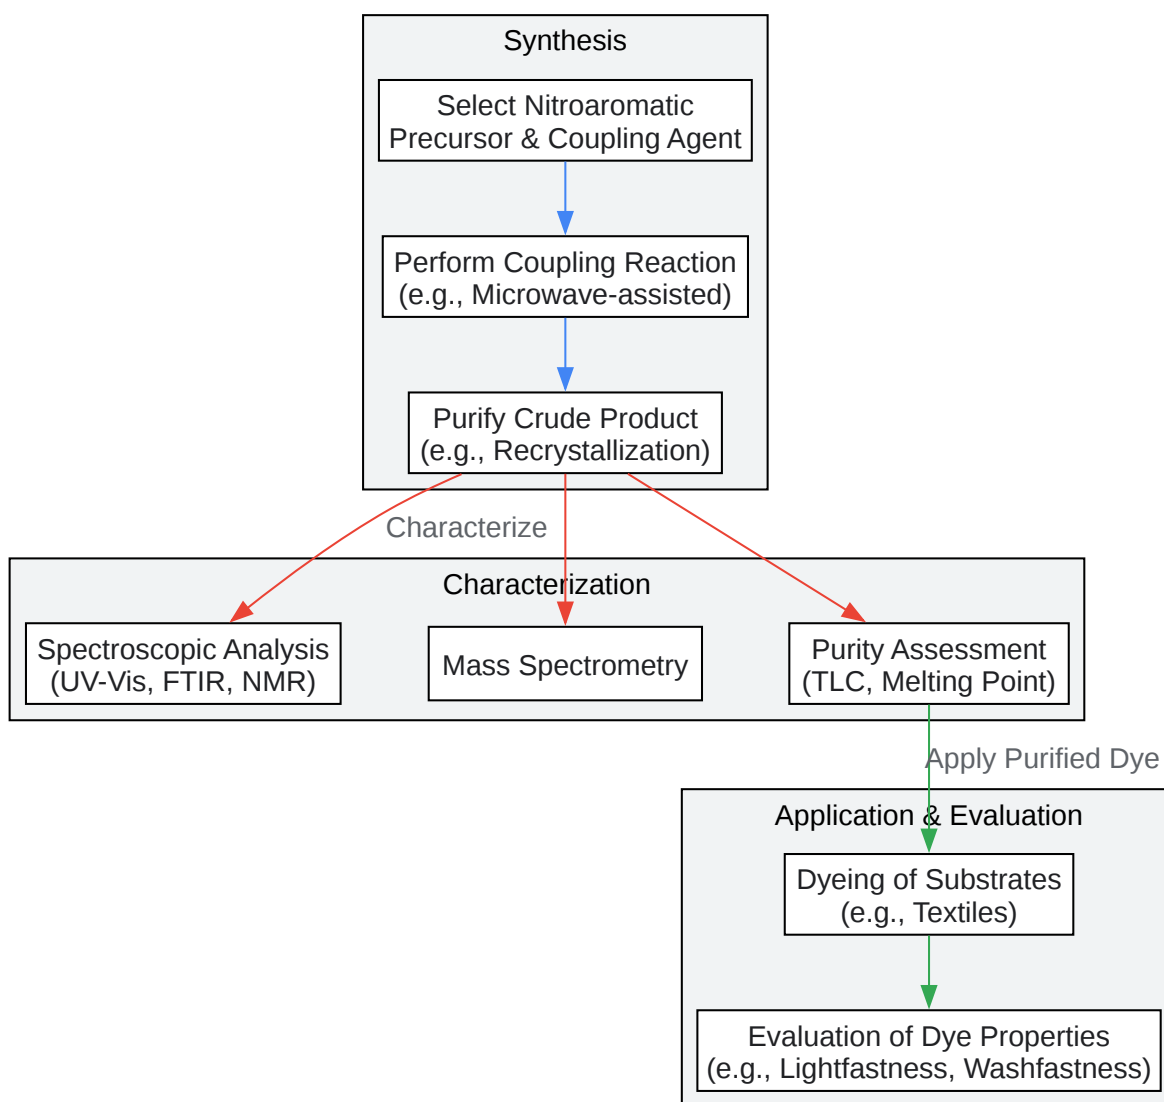 Synthesis
Select Nitroaromatic
Precursor & Coupling Agent
Perform Coupling Reaction
(e.g., Microwave-assisted)
Purify Crude Product
(e.g., Recrystallization)
Characterize
Characterization
Spectroscopic Analysis
(UV-Vis, FTIR, NMR)
Mass Spectrometry
Purity Assessment
(TLC, Melting Point)
Apply Purified Dye
Application & Evaluation
Dyeing of Substrates
(e.g., Textiles)
Evaluation of Dye Properties
(e.g., Lightfastness, Washfastness)